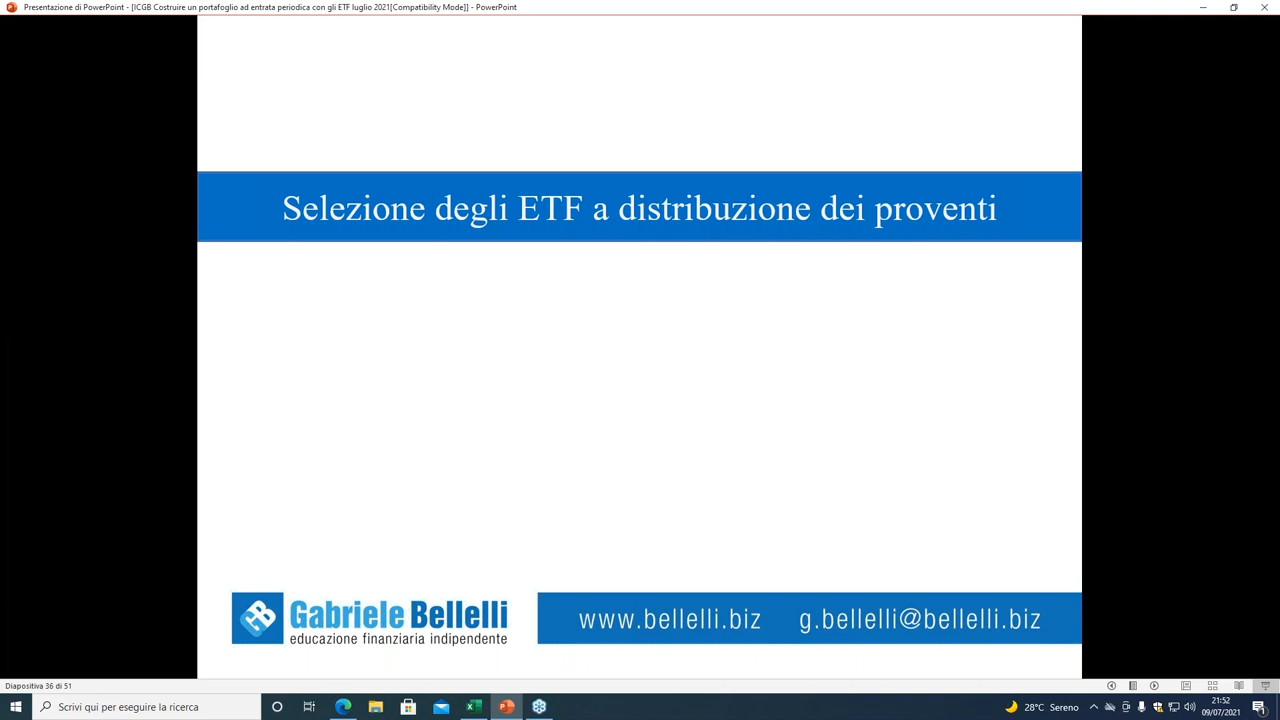 Presentazione di PowerPoint - [ICGB Costruire un portafoglio ad entrata periodica con gli ETF luglio 2021[Compatibility Mode]] - PowerPoint
Selezione degli ETF a distribuzione dei proventi
Gabriele Bellelli
educazione finanziaria indipendente
www.bellelli.biz g.bellelli@bellelli.biz
Diapositiva 36 di 51
Scrivi qui per eseguire la ricerca
28°C Sereno
21:52
09/07/2021